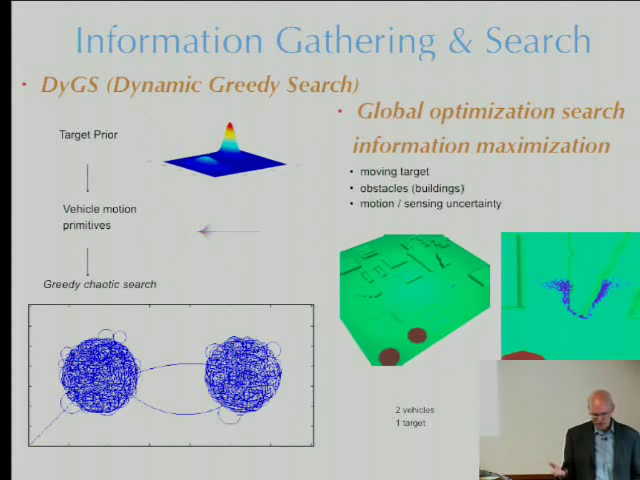 Information Gathering & Search
• DyGS (Dynamic Greedy Search)
Target Prior
Vehicle motion
primitives
Greedy chaotic search
• Global optimization search
information maximization
• moving target
• obstacles (buildings)
• motion / sensing uncertainty
2 vehicles
1 target